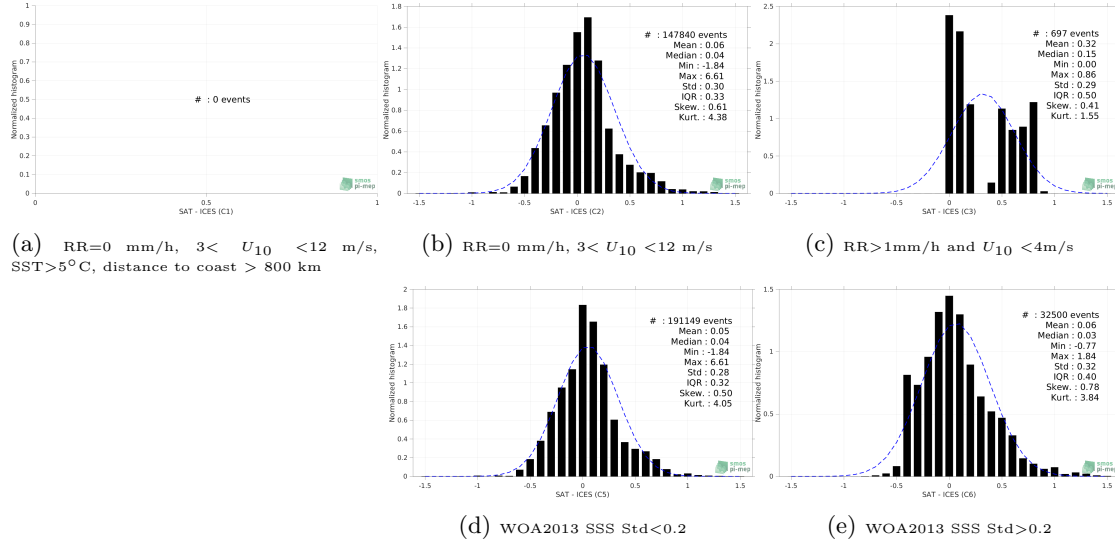 1
0.9
0.8
0.7
0.6
0.5
0.4
0.3
0.2
0.1
0
Normalized histogram
# : 0 events
smos
pi-mep
0 0.5 1
SAT - ICES (C1)
(a) RR=0 mm/h, 3< U10 <12 m/s,
SST>5°C, distance to coast > 800 km
1.8
1.6
1.4
1.2
1
0.8
0.6
0.4
0.2
0
Normalized histogram
# : 147840 events
Mean : 0.06
Median : 0.04
Min : -1.84
Max : 6.61
Std : 0.30
IQR : 0.33
Skew. : 0.61
Kurt. : 4.38
smos
pi-mep
-1.5 -1 -0.5 0 0.5 1 1.5
SAT - ICES (C2)
(b) RR=0 mm/h, 3< U10 <12 m/s
2.5
2
1.5
1
0.5
0
Normalized histogram
# : 697 events
Mean : 0.32
Median : 0.15
Min : 0.00
Max : 0.86
Std : 0.29
IQR : 0.50
Skew. : 0.41
Kurt. : 1.55
smos
pi-mep
-1.5 -1 -0.5 0 0.5 1 1.5
SAT - ICES (C3)
(c) RR>1mm/h and U10 <4m/s
2
1.8
1.6
1.4
1.2
1
0.8
0.6
0.4
0.2
0
Normalized histogram
# : 191149 events
Mean : 0.05
Median : 0.04
Min : -1.84
Max : 6.61
Std : 0.28
IQR : 0.32
Skew. : 0.50
Kurt. : 4.05
smos
pi-mep
-1.5 -1 -0.5 0 0.5 1 1.5
SAT - ICES (C5)
(d) WOA2013 SSS Std<0.2
1.5
1
0.5
0
Normalized histogram
# : 32500 events
Mean : 0.06
Median : 0.03
Min : -0.77
Max : 1.84
Std : 0.32
IQR : 0.40
Skew. : 0.78
Kurt. : 3.84
smos
pi-mep
-1.5 -1 -0.5 0 0.5 1 1.5
SAT - ICES (C6)
(e) WOA2013 SSS Std>0.2